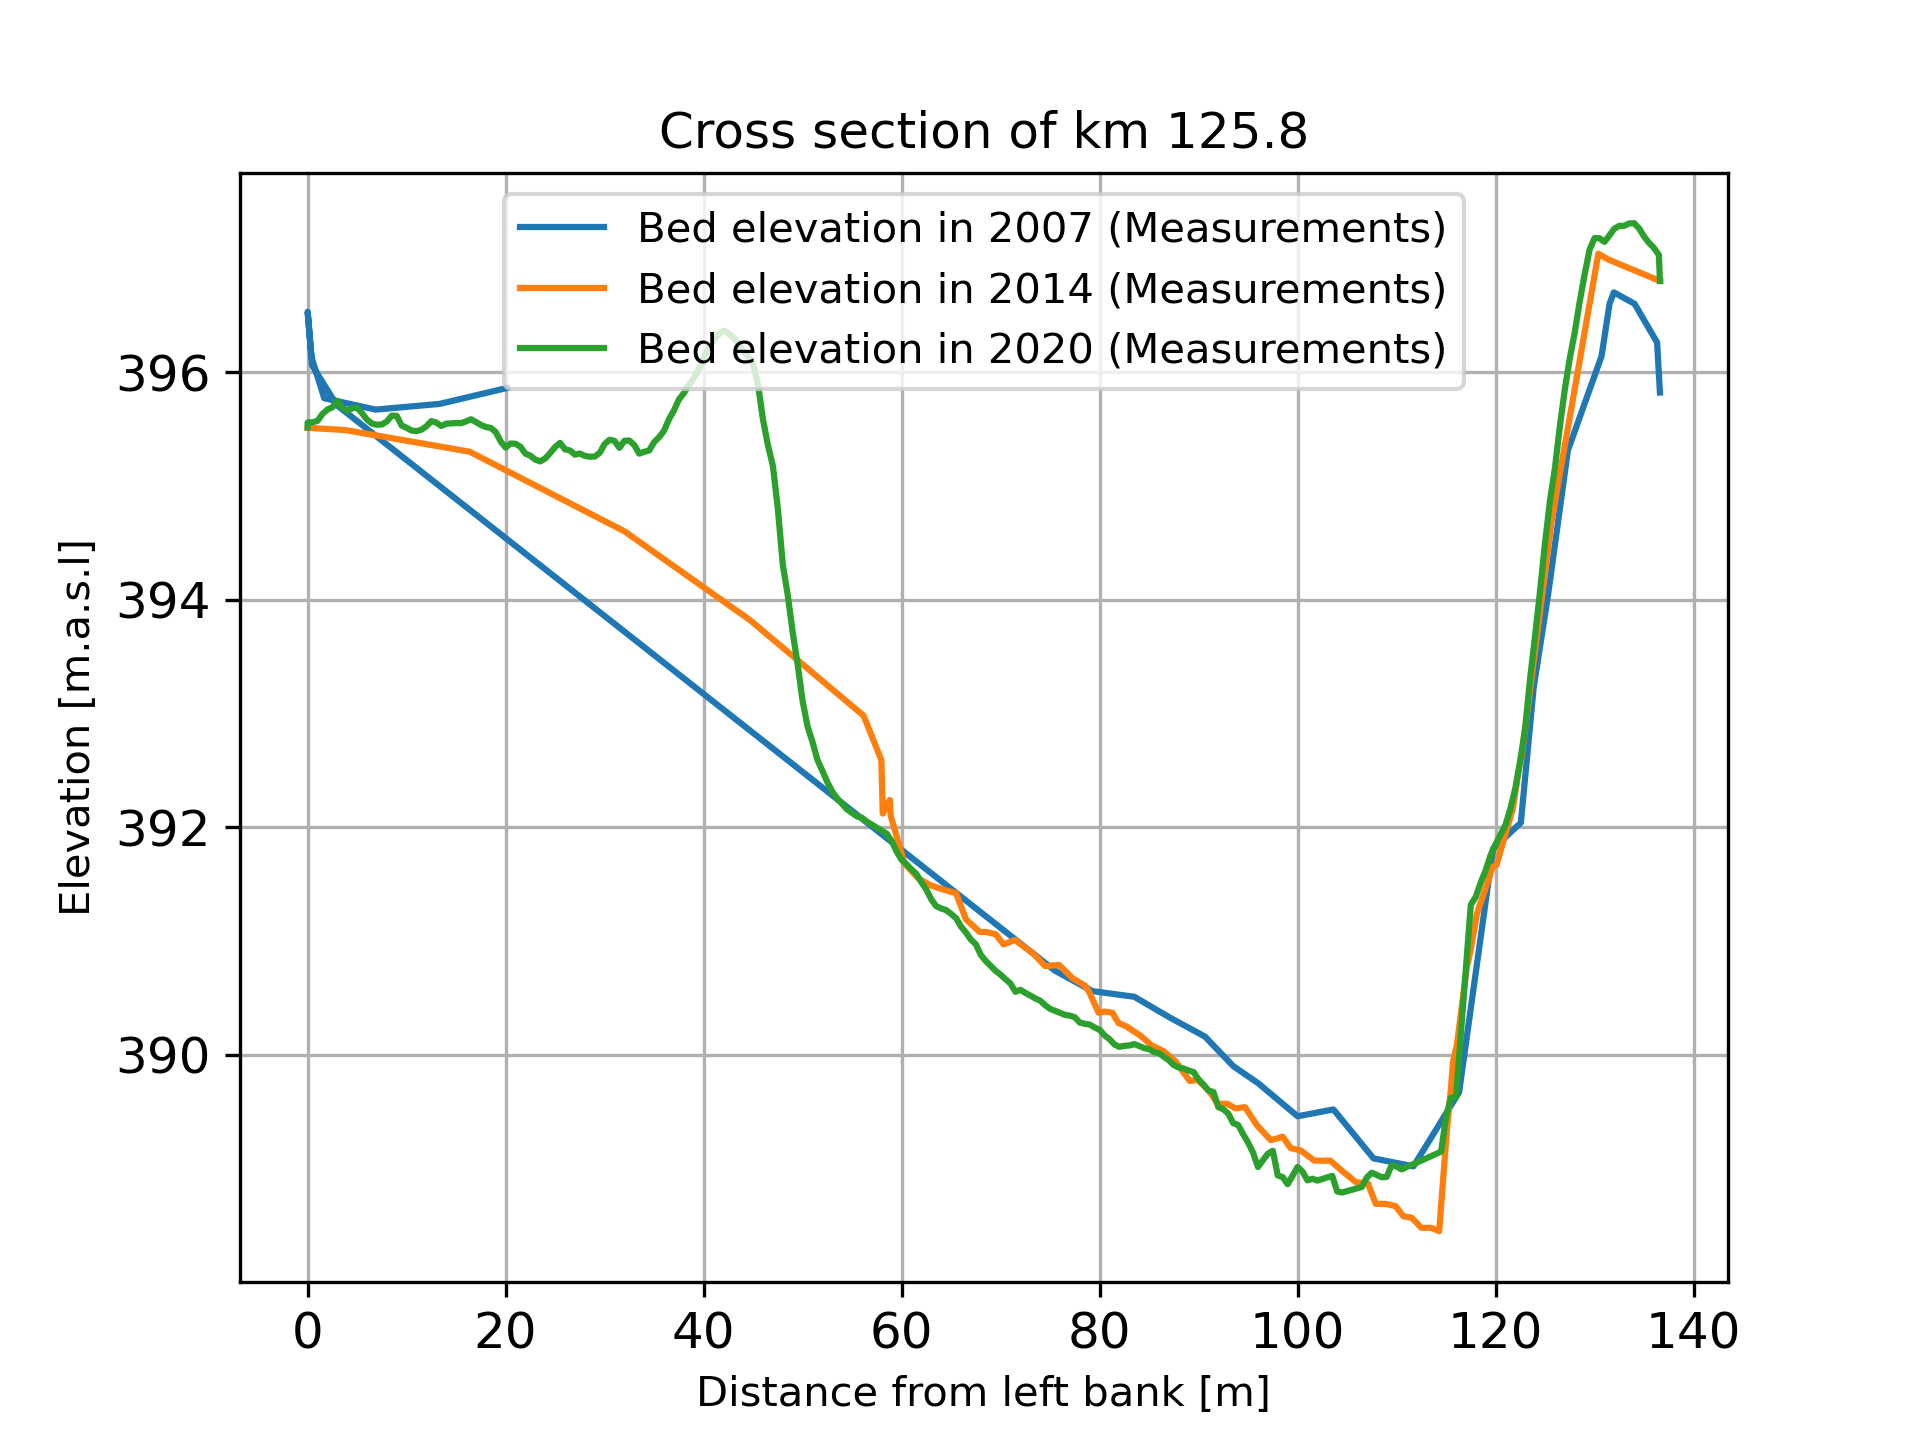 Cross section of km 125.8
Bed elevation in 2007 (Measurements)
Bed elevation in 2014 (Measurements)
Bed elevation in 2020 (Measurements)
396
394
392
390
Elevation [m.a.s.l]
0 20 40 60 80 100 120 140
Distance from left bank [m]